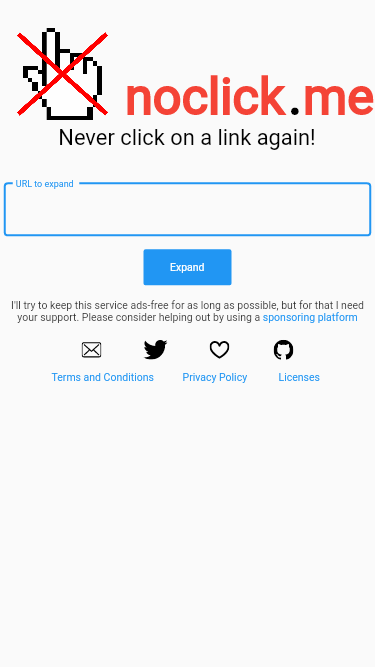 noclick.me
Never click on a link again!
URL to expand
Expand
I'll try to keep this service ads-free for as long as possible, but for that I need
your support. Please consider helping out by using a sponsoring platform
Terms and Conditions Privacy Policy Licenses